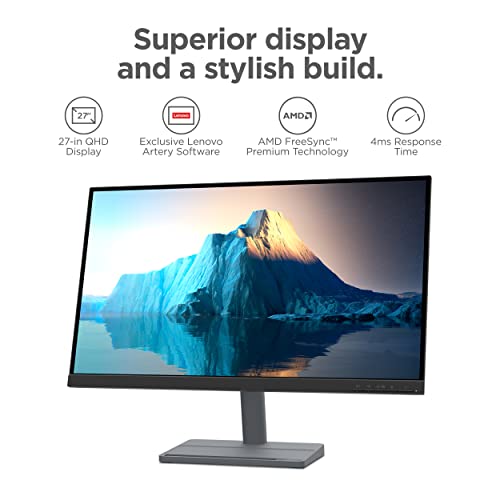 Superior display
and a stylish build.
27"
Lenovo
AMD
27-in QHD
Display
Exclusive Lenovo
Artery Software
AMD FreeSync™
Premium Technology
4ms Response
Time